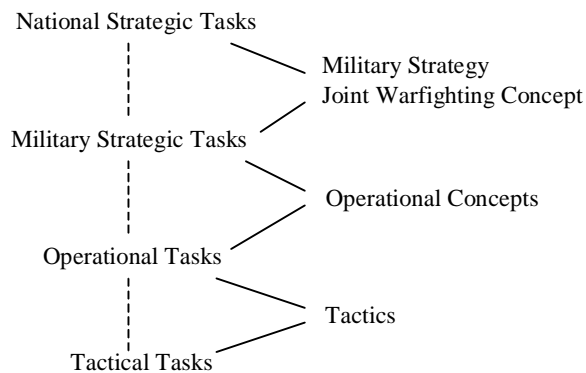 National Strategic Tasks
Military Strategy
Joint Warfighting Concept
Military Strategic Tasks
Operational Concepts
Operational Tasks
Tactics
Tactical Tasks